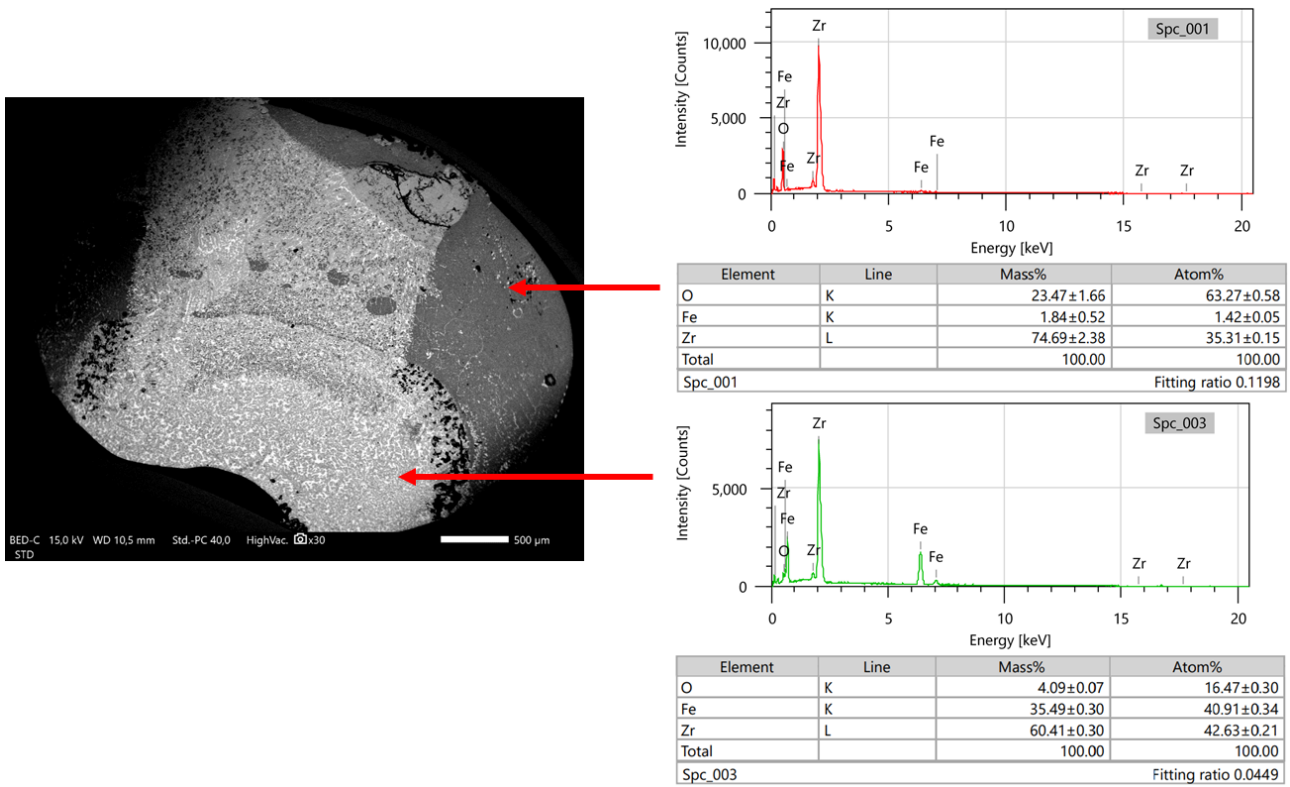 BED-C 15,0 kV WD 10,5 mm Std.-PC 40,0 HighVac. x30 500 µm
STD
Spc_001
Intensity [Counts]
10,000
5,000
0
Zr
Fe
Zr
O
Fe
Zr
Fe
Fe
Zr
Zr
0 5 10 15 20
Energy [keV]
Element Line Mass% Atom%
O K 23.47±1.66 63.27±0.58
Fe K 1.84±0.52 1.42±0.05
Zr L 74.69±2.38 35.31±0.15
Total 100.00 100.00
Spc_001 Fitting ratio 0.1198
Spc_003
Intensity [Counts]
5,000
0
Zr
Fe
Zr
Fe
O
Zr
Fe
Fe
Zr
Zr
0 5 10 15 20
Energy [keV]
Element Line Mass% Atom%
O K 4.09±0.07 16.47±0.30
Fe K 35.49±0.30 40.91±0.34
Zr L 60.41±0.30 42.63±0.21
Total 100.00 100.00
Spc_003 Fitting ratio 0.0449